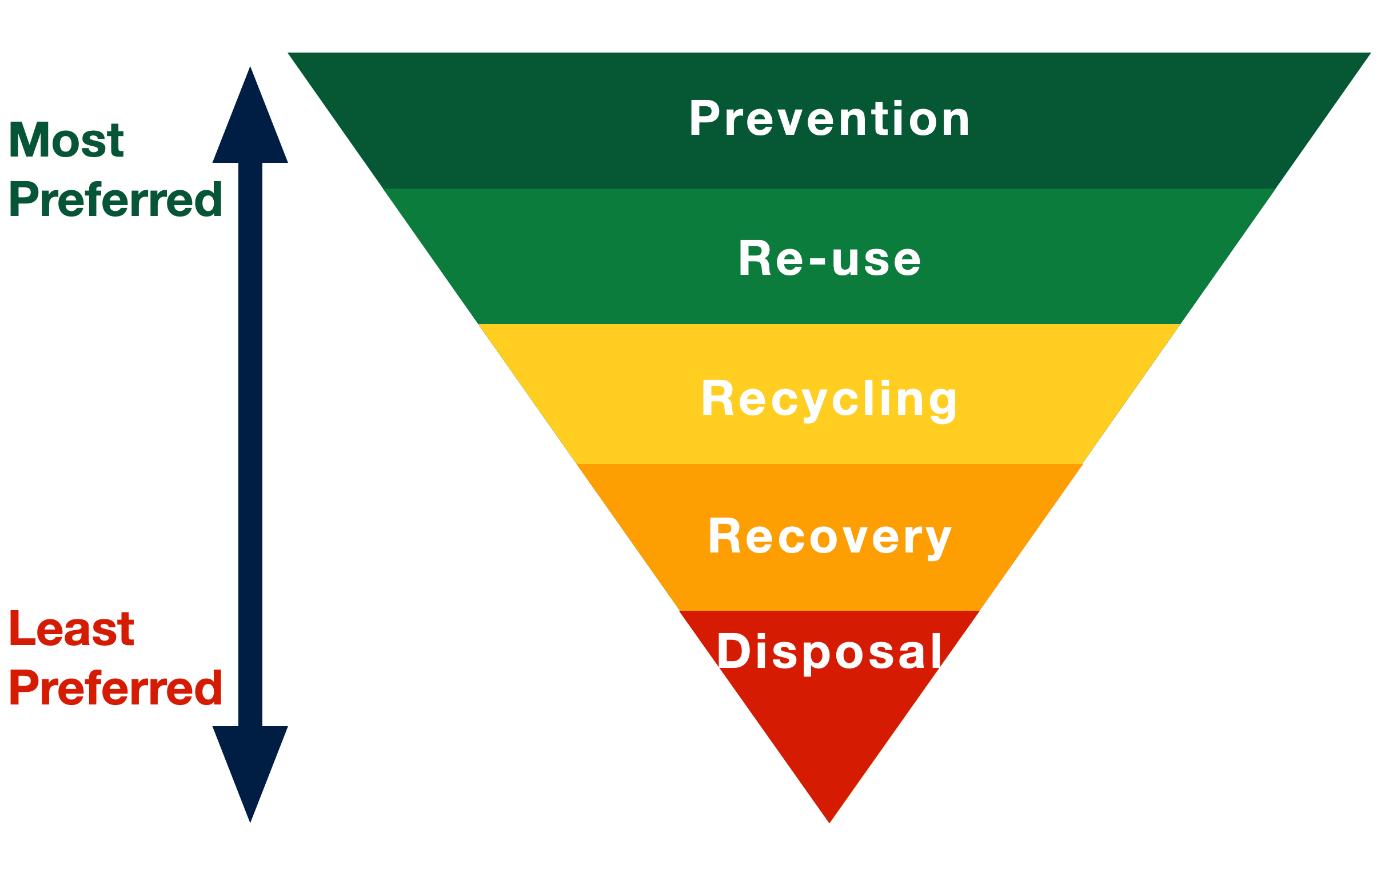 Most
Preferred
Prevention
Re-use
Recycling
Recovery
Disposal
Least
Preferred